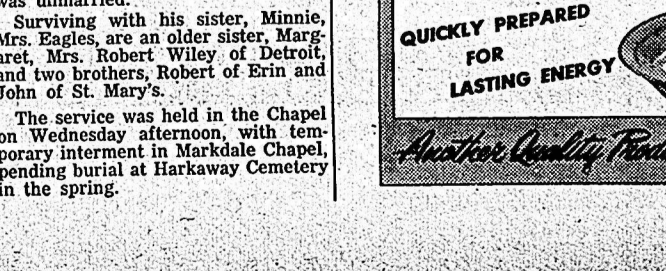 was unmarried.
Surviving with his sister, Minnie,
Mrs. Eagles, are an older sister, Marg-
aret, Mrs. Robert Wiley of Detroit,
and two brothers, Robert of Erin and
John of St. Mary's.
The service was held in the Chapel
on Wednesday afternoon, with tem-
porary interment in Markdale Chapel,
pending burial at Harkaway Cemetery
in the spring.
QUICKLY PREPARED
FOR
LASTING ENERGY
Another Quality Produ